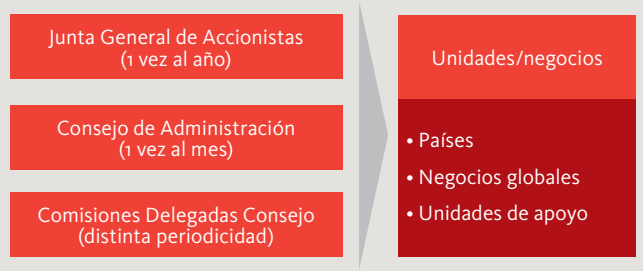 Junta General de Accionistas
(1 vez al año)
Consejo de Administración
(1 vez al mes)
Comisiones Delegadas Consejo
(distinta periodicidad)
Unidades/negocios
• Países
• Negocios globales
• Unidades de apoyo